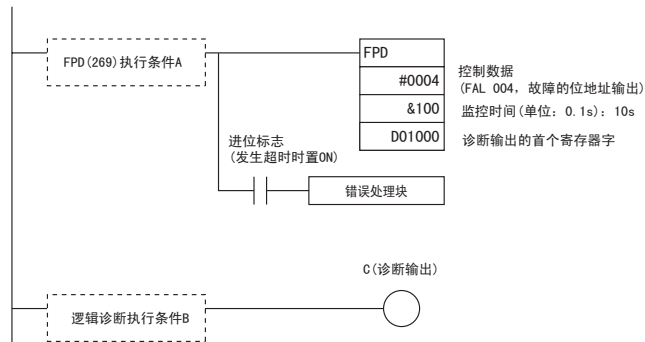 FPD(269)执行条件A
FPD
#0004
&100
D01000
控制数据
(FAL 004，故障的位地址输出)
监控时间(单位：0.1s)：10s
诊断输出的首个寄存器字
进位标志
(发生超时时置ON)
错误处理块
C(诊断输出)
逻辑诊断执行条件B